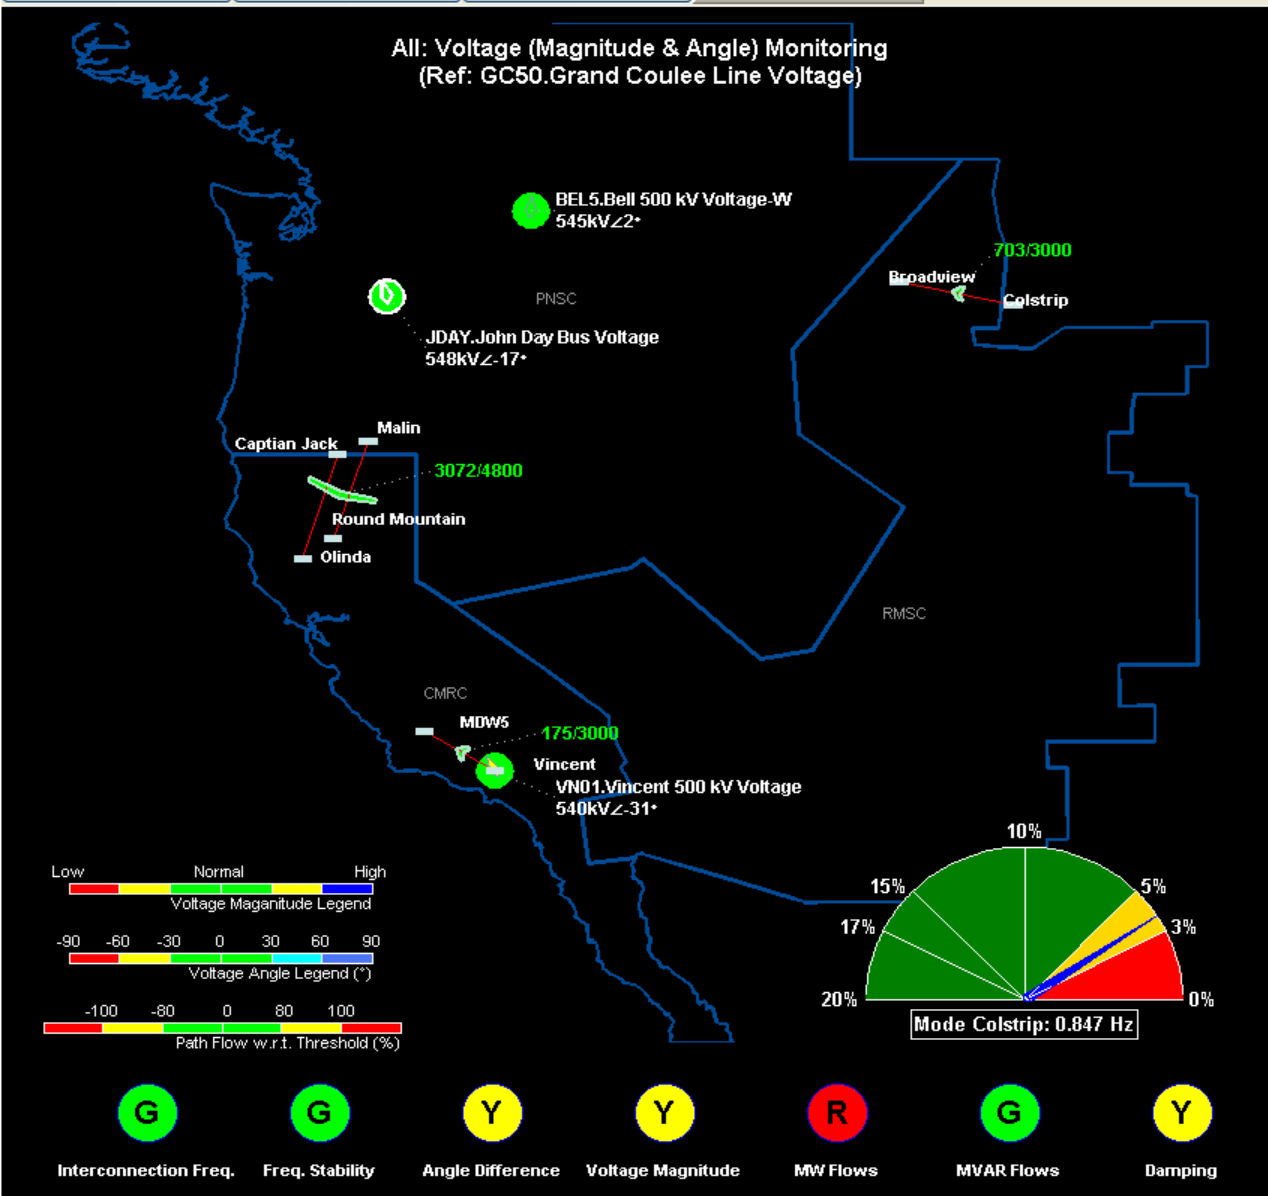 All: Voltage (Magnitude & Angle) Monitoring
(Ref: GC50.Grand Coulee Line Voltage)
BEL5.Bell 500 kV Voltage-W
545kV∠2°
703/3000
Broadview
Colstrip
PNSC
JDAY.John Day Bus Voltage
548kV∠-17°
Malin
Captian Jack
3072/4800
Round Mountain
Olinda
RMSC
CMRC
MDW5
175/3000
Vincent
VN01.Vincent 500 kV Voltage
540kV∠-31°
Low Normal High
Voltage Maganitude Legend
-90 -60 -30 0 30 60 90
Voltage Angle Legend (°)
-100 -80 0 80 100
Path Flow w.r.t. Threshold (%)
10%
15% 5%
17% 3%
20% 0%
Mode Colstrip: 0.847 Hz
G G Y Y R G Y
Interconnection Freq. Freq. Stability Angle Difference Voltage Magnitude MW Flows MVAR Flows Damping